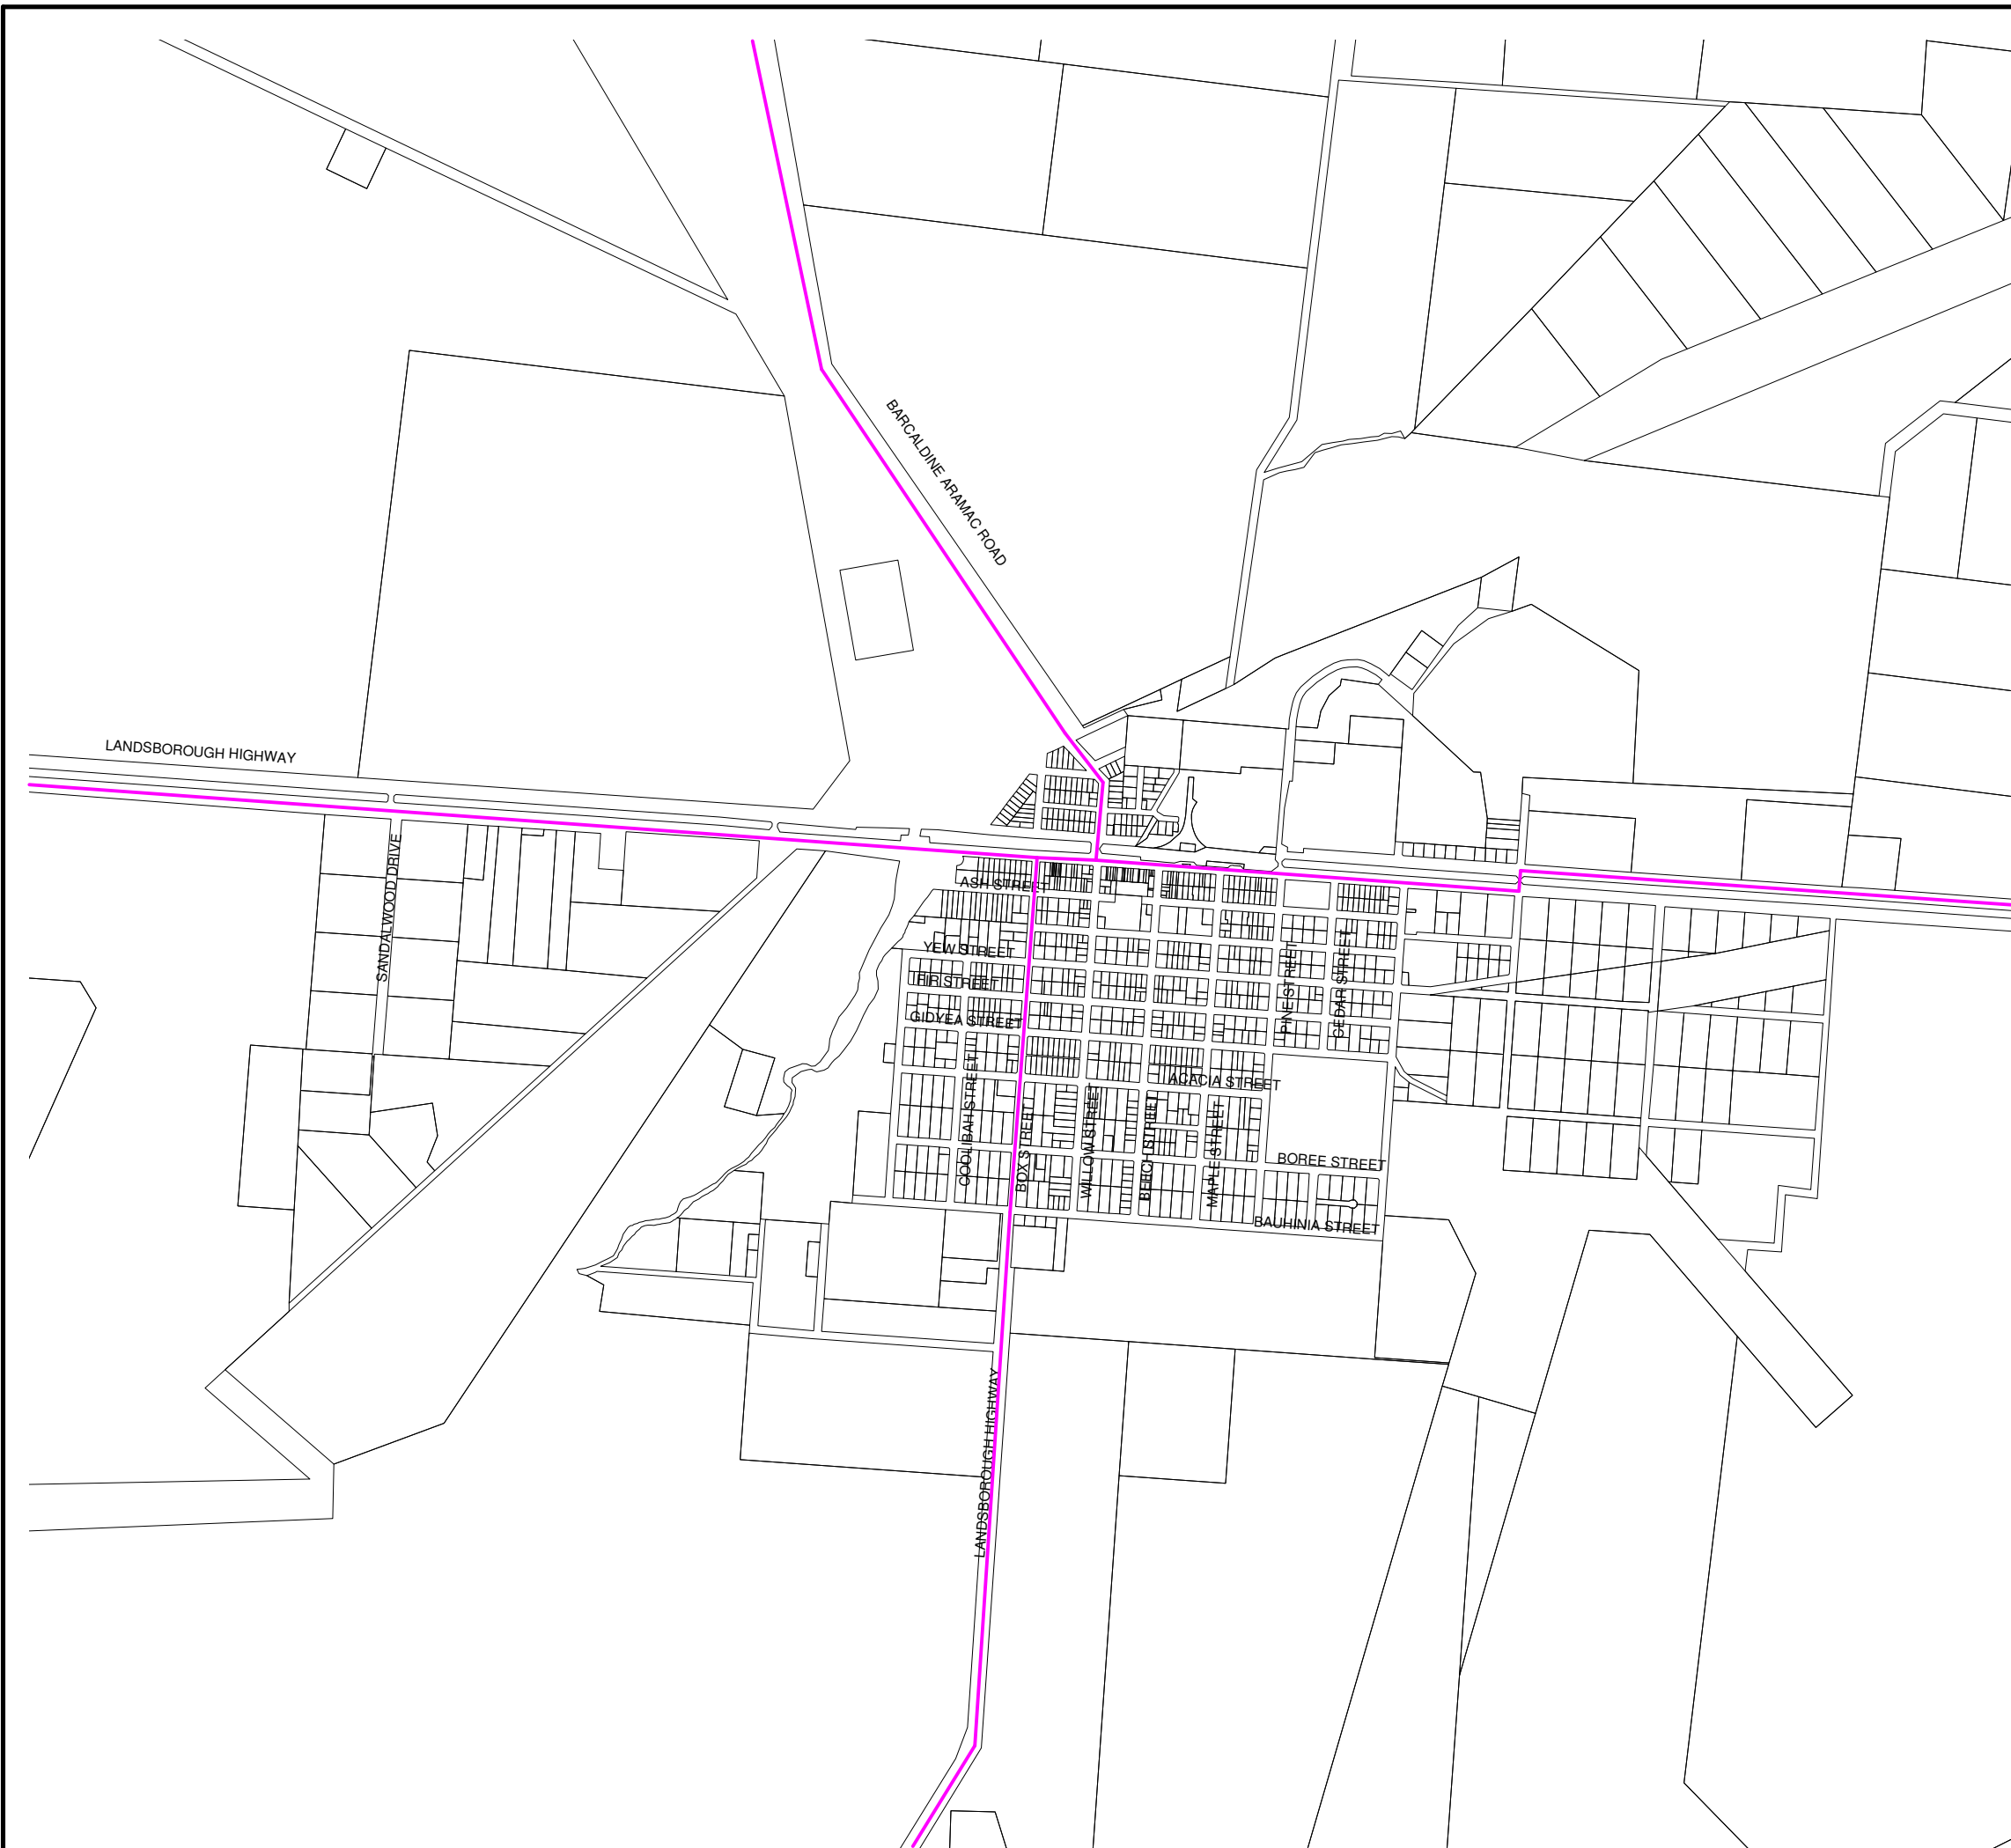 BARCALDINE ARAMAC ROAD
LANDSBOROUGH HIGHWAY
SANDALWOOD DRIVE
ASH STREET
YEW STREET
FIR STREET
GIDYEA STREET
PINE STREET
CEDAR STREET
ACACIA STREET
COOLIBAH STREET
BOX STREET
WILLOW STREET
BEECH STREET
MAPLE STREET
BOREE STREET
BAUHINIA STREET
LANDSBOROUGH HIGHWAY